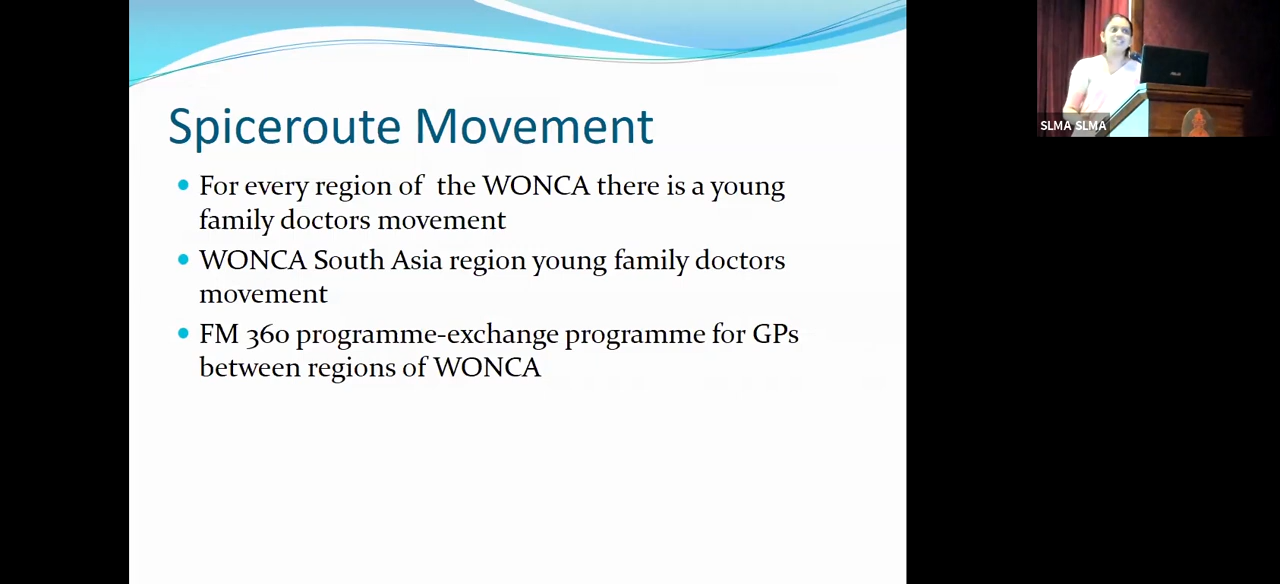 Spiceroute Movement
For every region of the WONCA there is a young
family doctors movement
WONCA South Asia region young family doctors
movement
FM 360 programme-exchange programme for GPs
between regions of WONCA
SLMA SLMA